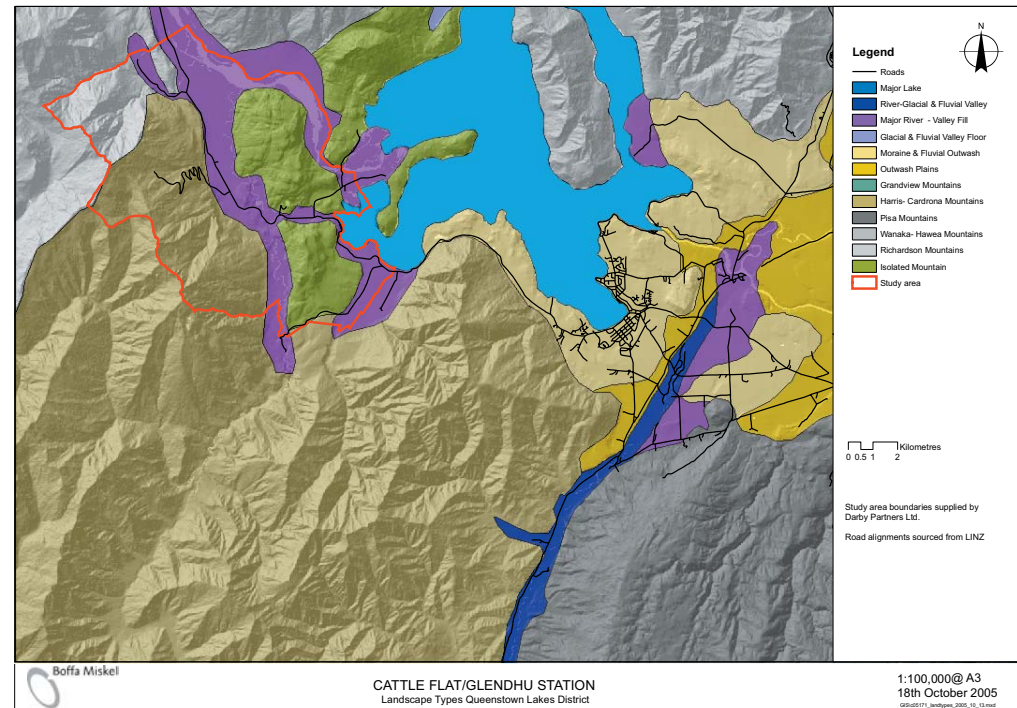 N
Legend
Roads
Major Lake
River-Glacial & Fluvial Valley
Major River - Valley Fill
Glacial & Fluvial Valley Floor
Moraine & Fluvial Outwash
Outwash Plains
Grandview Mountains
Harris- Cardrona Mountains
Pisa Mountains
Wanaka- Hawea Mountains
Richardson Mountains
Isolated Mountain
Study area
Kilometres
0 0.5 1 2
Study area boundaries supplied by
Darby Partners Ltd.
Road alignments sourced from LINZ
Boffa Miskell
CATTLE FLAT/GLENDHU STATION
Landscape Types Queenstown Lakes District
1:100,000@ A3
18th October 2005